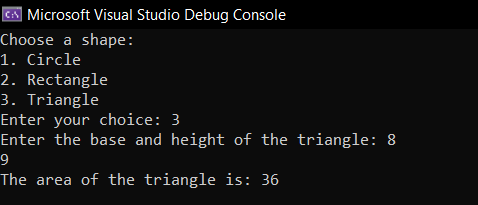 Microsoft Visual Studio Debug Console
Choose a shape:
1. Circle
2. Rectangle
3. Triangle
Enter your choice: 3
Enter the base and height of the triangle: 8
9
The area of the triangle is: 36